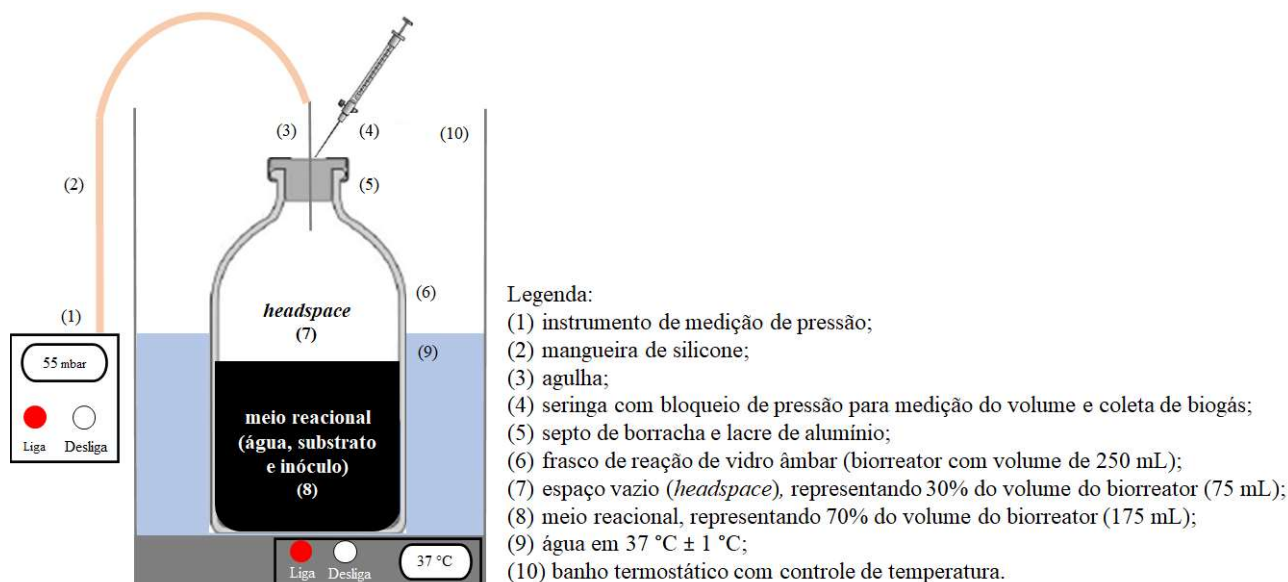 (3)
(4)
(10)
(2)
(5)
(6)
headspace
(7)
(1)
(9)
55 mbar
Liga Desliga
meio reacional
(água, substrato
e inóculo)
(8)
Liga Desliga
37 °C
Legenda:
(1) instrumento de medição de pressão;
(2) mangueira de silicone;
(3) agulha;
(4) seringa com bloqueio de pressão para medição do volume e coleta de biogás;
(5) septo de borracha e lacre de alumínio;
(6) frasco de reação de vidro âmbar (biorreator com volume de 250 mL);
(7) espaço vazio (headspace), representando 30% do volume do biorreator (75 mL);
(8) meio reacional, representando 70% do volume do biorreator (175 mL);
(9) água em 37 °C ± 1 °C;
(10) banho termostático com controle de temperatura.